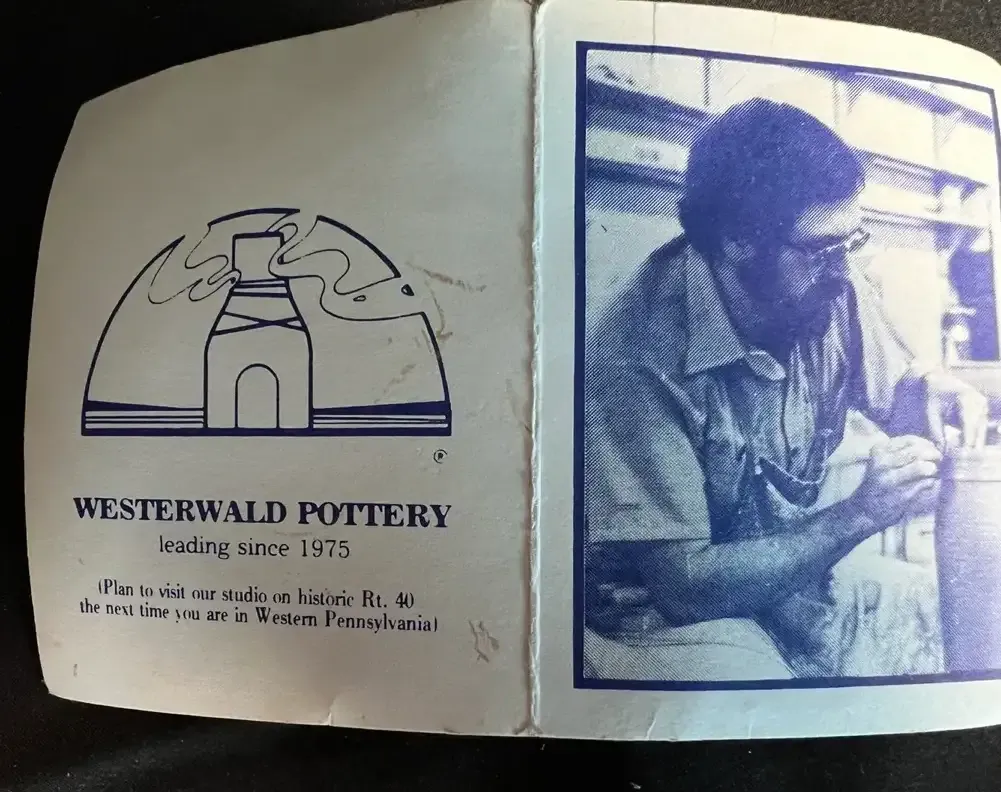 ®
WESTERWALD POTTERY
leading since 1975
(Plan to visit our studio on historic Rt. 40
the next time you are in Western Pennsylvania)